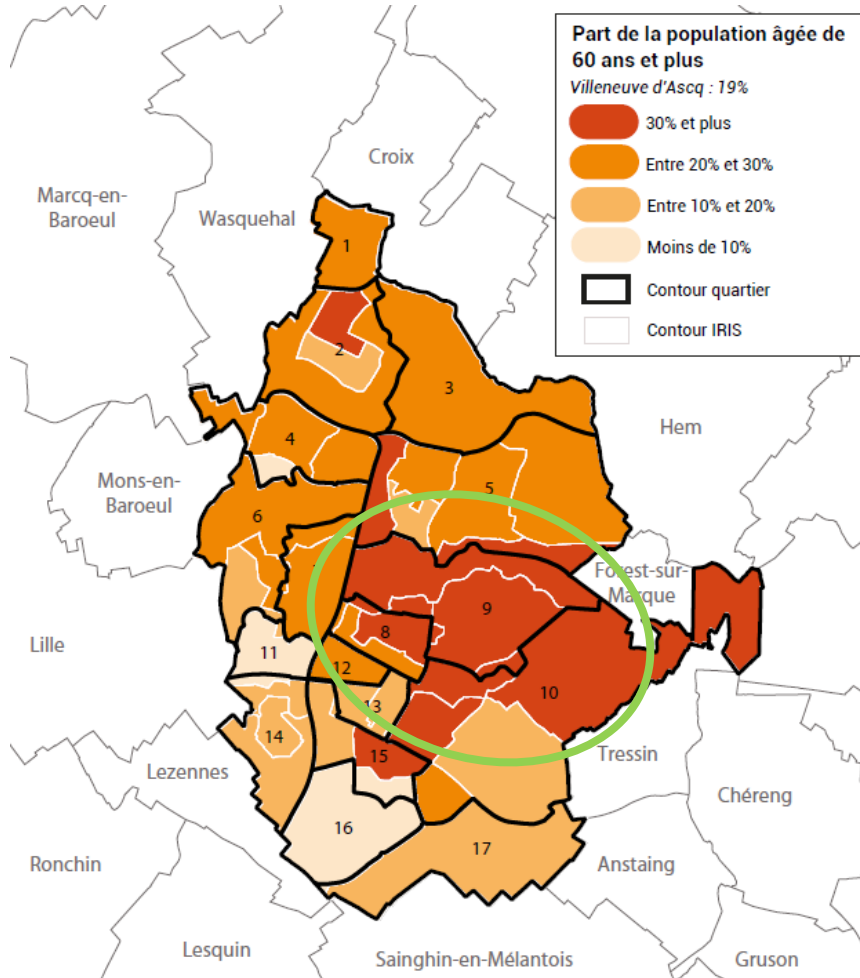 Part de la population âgée de
60 ans et plus
Villeneuve d'Ascq : 19%
30% et plus
Entre 20% et 30%
Entre 10% et 20%
Moins de 10%
Contour quartier
Contour IRIS
Croix
Marcq-en-
Baroeul
Wasquehal
1
2
3
Hem
4
Mons-en-
Baroeul
5
6
Forest-sur-
Marque
9
8
Lille
11
12
10
13
14
15
Tressin
Lezennes
Chéreng
16
17
Ronchin
Anstaing
Lesquin
Sainghin-en-Mélantois
Gruson